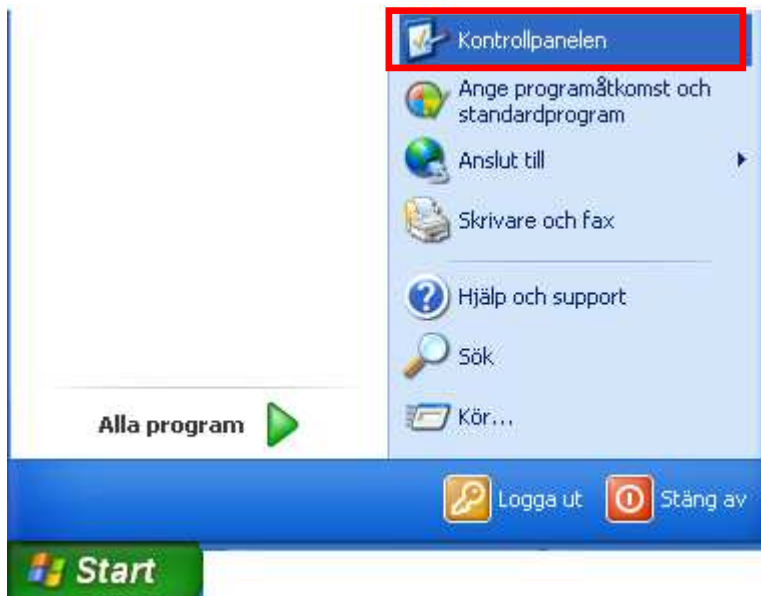 Kontrollpanelen
Ange programåtkomst och
standardprogram
Anslut till
Skrivare och fax
Hjälp och support
Sök
Kör...
Alla program
Logga ut
Stäng av
Start